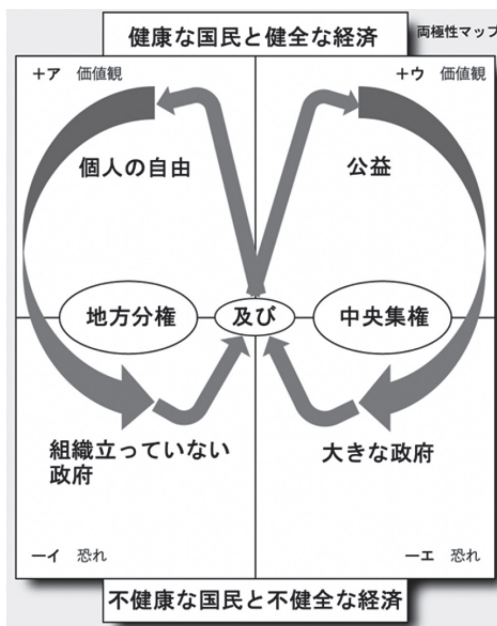 健康な国民と健全な経済
両極性マップ
+ア 価値観
+ウ 価値観
個人の自由
公益
地方分権
及び
中央集権
組織立っていない
政府
大きな政府
ーイ 恐れ
ーエ 恐れ
不健康な国民と不健全な経済